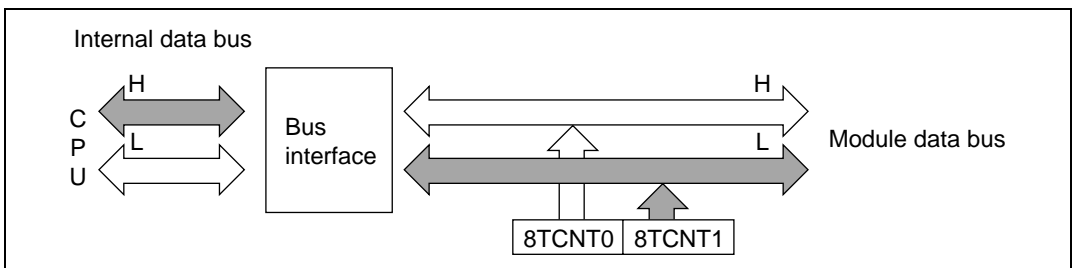 Internal data bus
H
H
C
P
U
L
Bus
interface
L
Module data bus
8TCNT0 8TCNT1